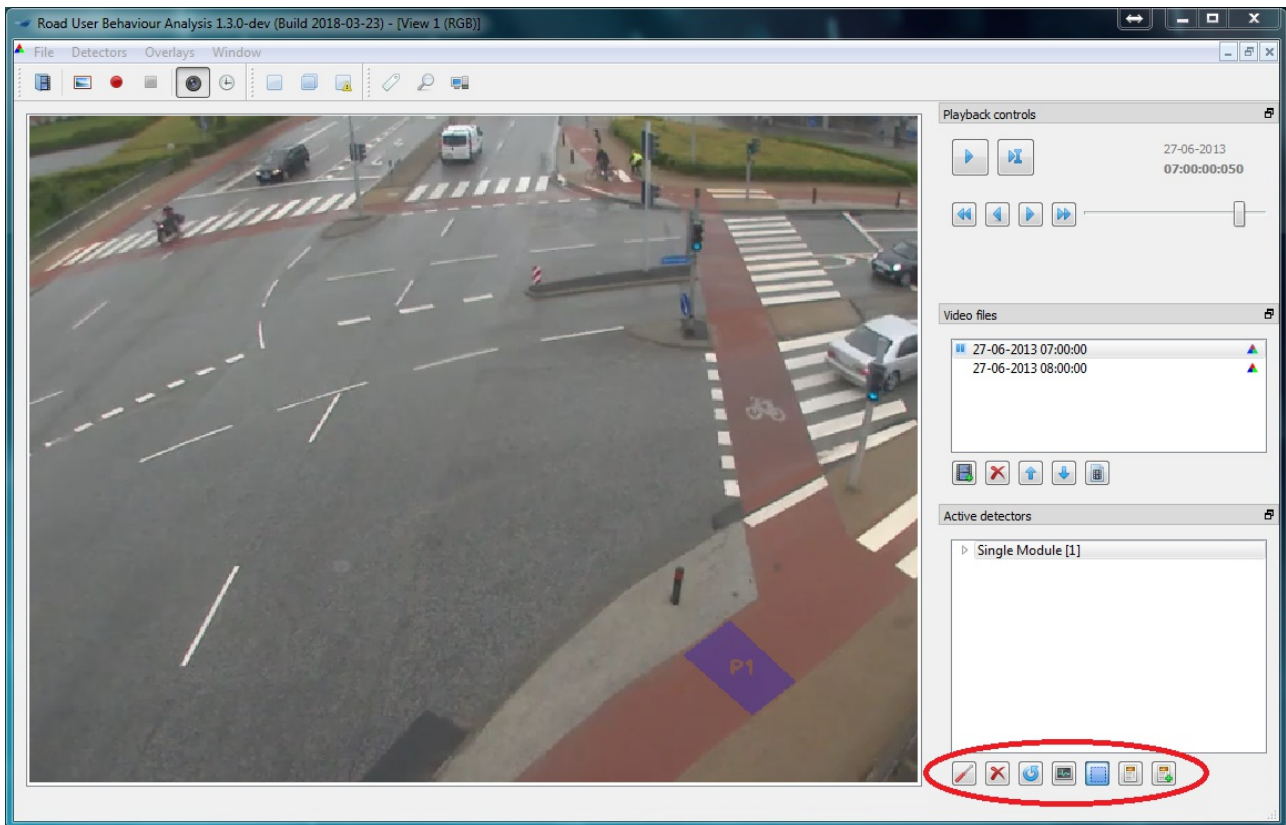 Road User Behaviour Analysis 1.3.0-dev (Build 2018-03-23) - [View 1 (RGB)]
File Detectors Overlays Window
Playback controls
27-06-2013
07:00:00:050
Video files
27-06-2013 07:00:00
27-06-2013 08:00:00
Active detectors
Single Module [1]
P1